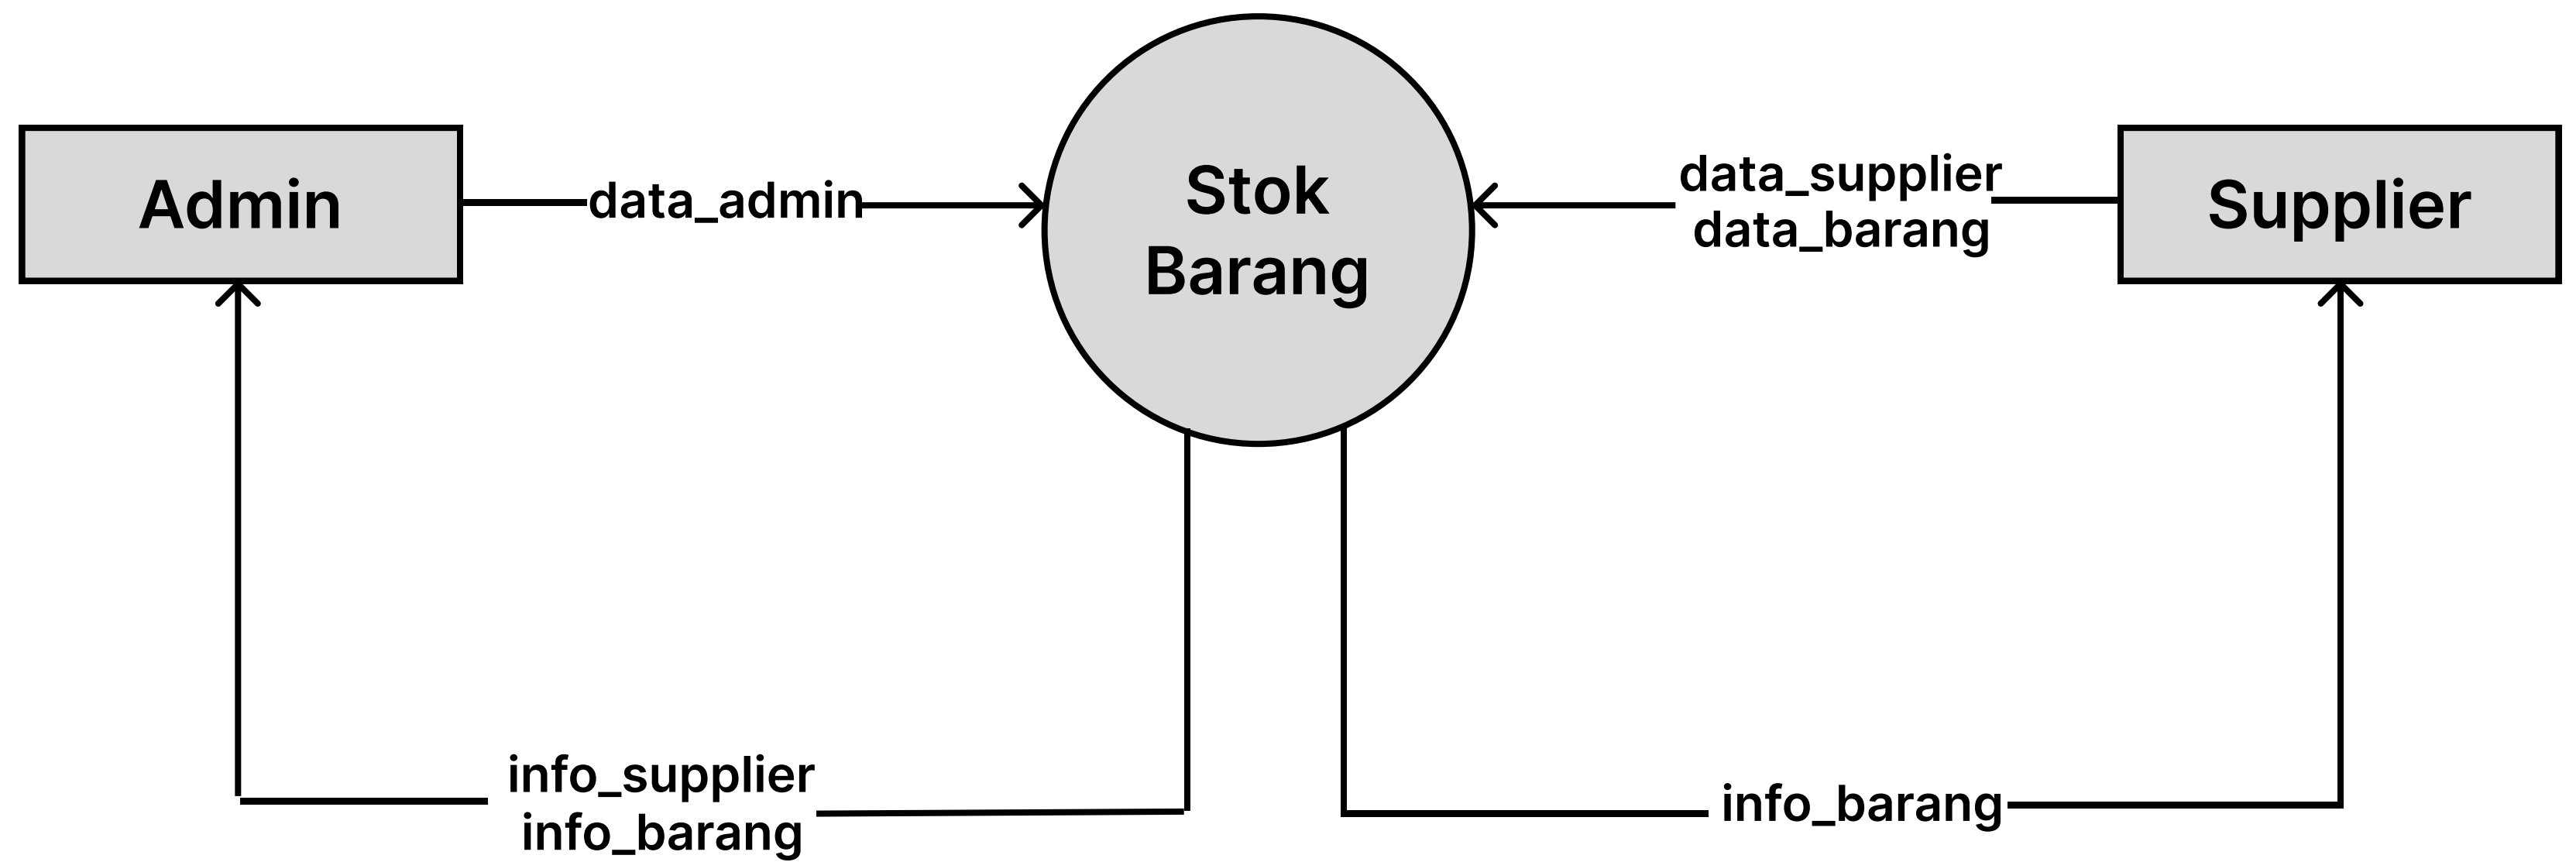 Admin
data_admin
Stok
Barang
data_supplier
data_barang
Supplier
info_supplier
info_barang
info_barang